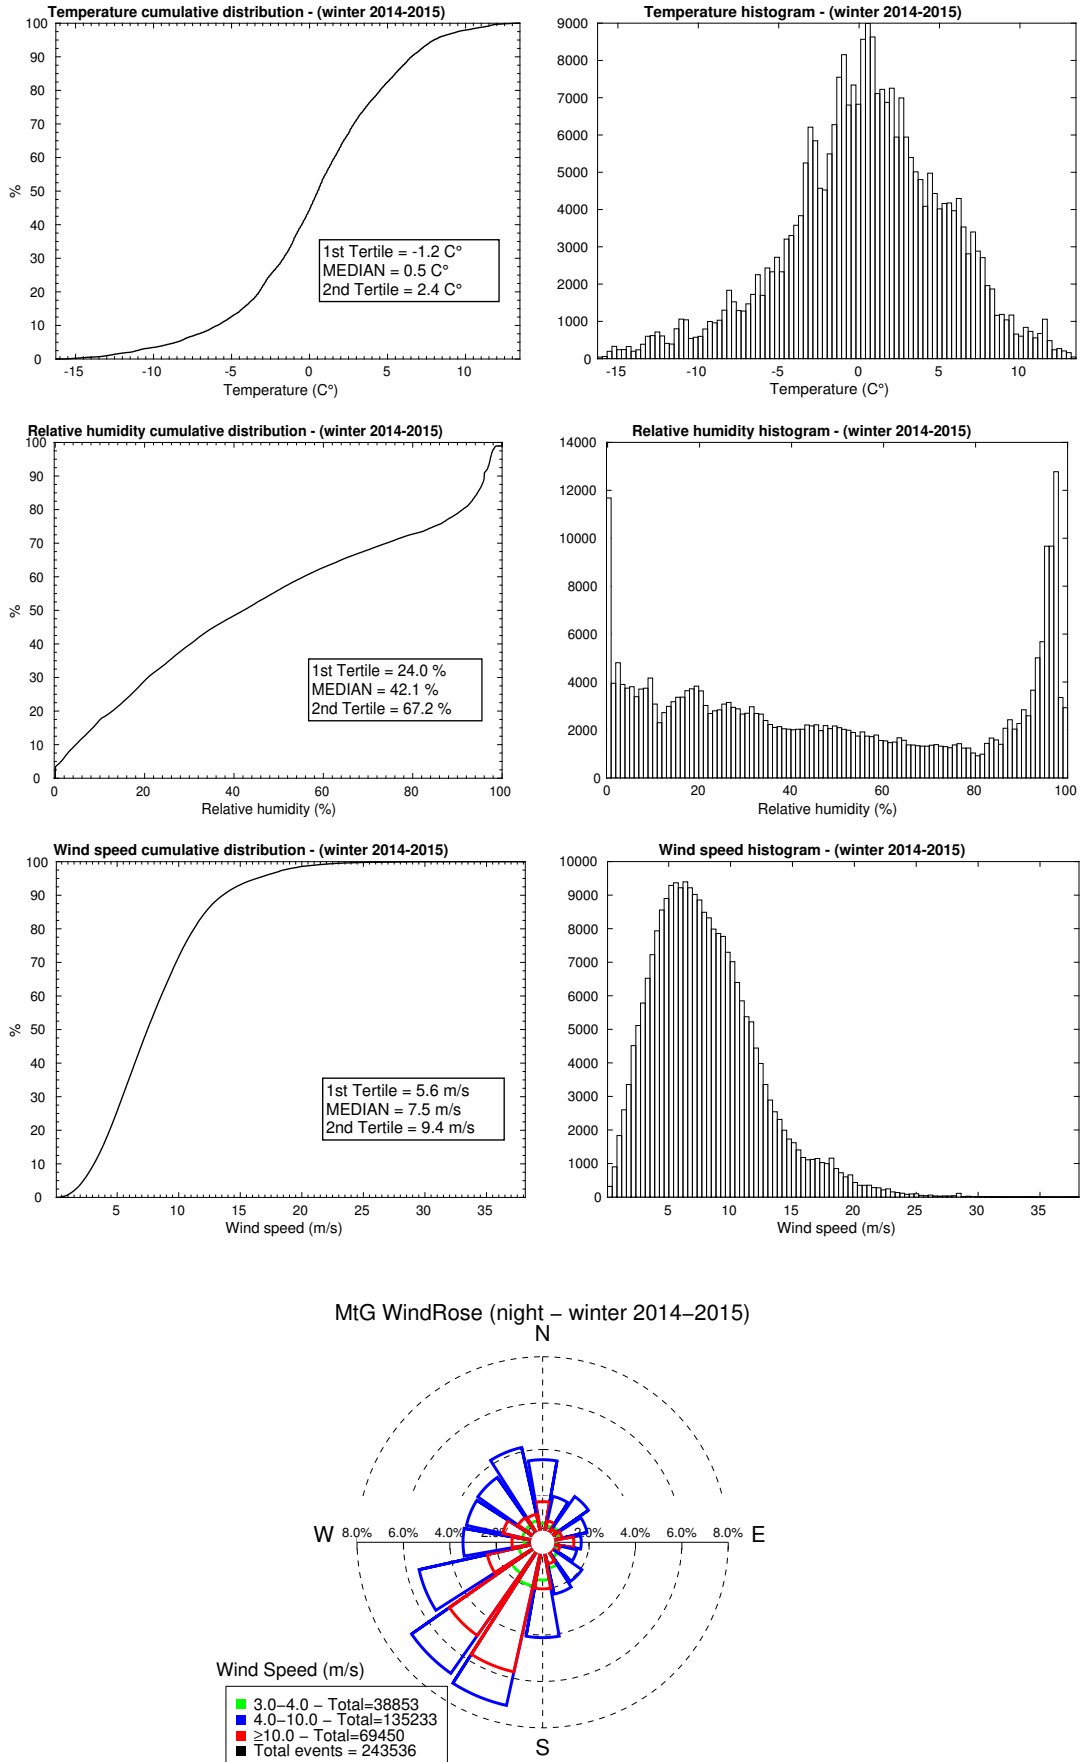 Temperature cumulative distribution - (winter 2014-2015)
100
90
80
70
60
50
40
30
20
10
0
%
1st Tertile = -1.2 C°
MEDIAN = 0.5 C°
2nd Tertile = 2.4 C°
-15 -10 -5 0 5 10
Temperature (C°)
Temperature histogram - (winter 2014-2015)
9000
8000
7000
6000
5000
4000
3000
2000
1000
0
-15 -10 -5 0 5 10
Temperature (C°)
Relative humidity cumulative distribution - (winter 2014-2015)
100
90
80
70
60
50
40
30
20
10
0
%
1st Tertile = 24.0 %
MEDIAN = 42.1 %
2nd Tertile = 67.2 %
0 20 40 60 80 100
Relative humidity (%)
Relative humidity histogram - (winter 2014-2015)
14000
12000
10000
8000
6000
4000
2000
0
0 20 40 60 80 100
Relative humidity (%)
Wind speed cumulative distribution - (winter 2014-2015)
100
90
80
70
60
50
40
30
20
10
0
%
1st Tertile = 5.6 m/s
MEDIAN = 7.5 m/s
2nd Tertile = 9.4 m/s
5 10 15 20 25 30 35
Wind speed (m/s)
Wind speed histogram - (winter 2014-2015)
10000
9000
8000
7000
6000
5000
4000
3000
2000
1000
0
5 10 15 20 25 30 35
Wind speed (m/s)
MtG WindRose (night − winter 2014−2015)
N
W 8.0% 6.0% 4.0% 2.0% 2.0% 4.0% 6.0% 8.0% E
S
Wind Speed (m/s)
3.0−4.0 − Total=38853
4.0−10.0 − Total=135233
≥10.0 − Total=69450
Total events = 243536